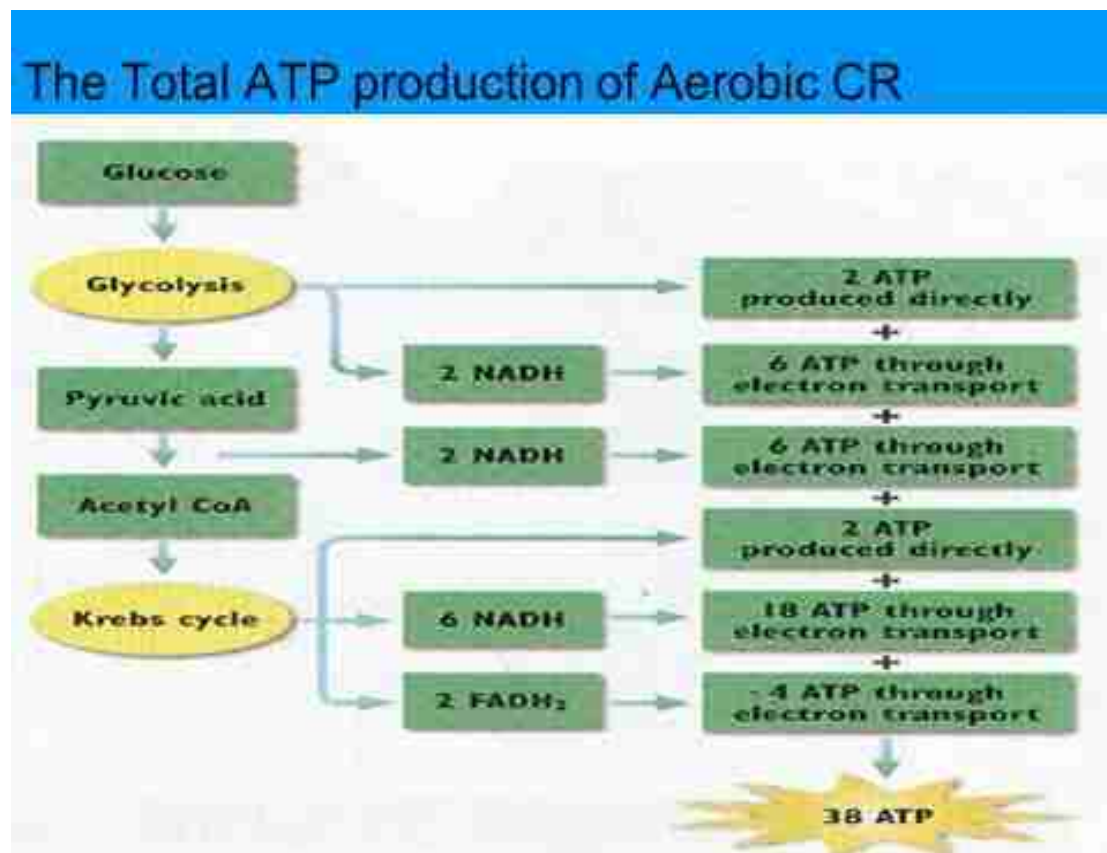 The Total ATP production of Aerobic CR
Glucose
Glycolysis
2 ATP
produced directly
+
2 NADH
6 ATP through
electron transport
+
Pyruvic acid
2 NADH
6 ATP through
electron transport
+
Acetyl CoA
2 ATP
produced directly
+
Krebs cycle
6 NADH
18 ATP through
electron transport
+
2 FADH₂
4 ATP through
electron transport
38 ATP